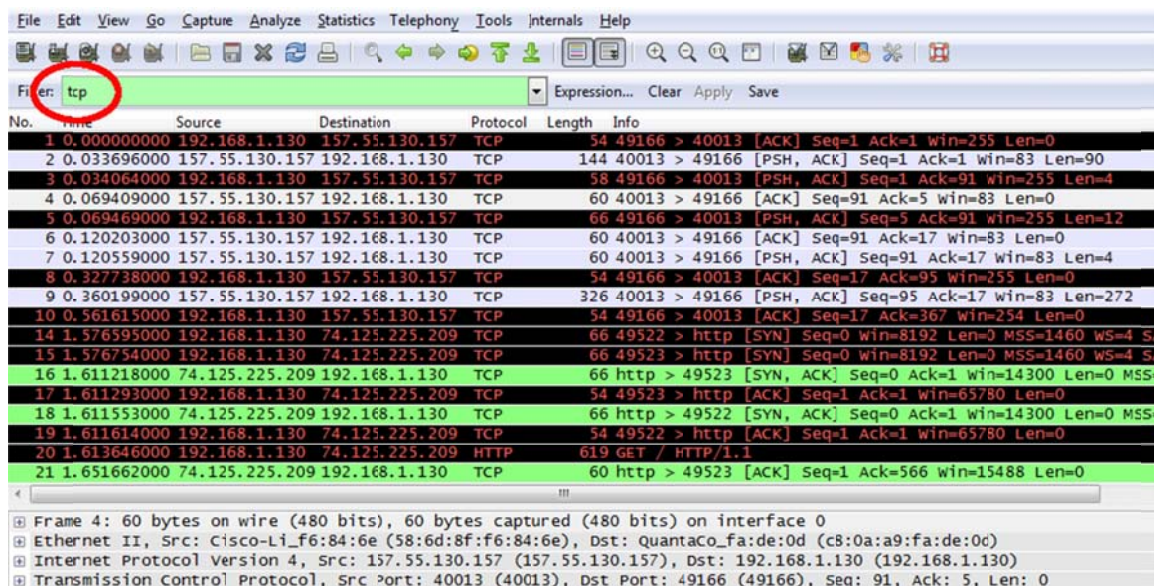 File Edit View Go Capture Analyze Statistics Telephony Tools Internals Help
Filter: tcp Expression... Clear Apply Save
No. Time Source Destination Protocol Length Info
1 0.000000000 192.168.1.130 157.55.130.157 TCP 54 49166 > 40013 [ACK] Seq=1 Ack=1 Win=255 Len=0
2 0.033696000 157.55.130.157 192.168.1.130 TCP 144 40013 > 49166 [PSH, ACK] Seq=1 Ack=1 Win=83 Len=90
3 0.034064000 192.168.1.130 157.55.130.157 TCP 58 49166 > 40013 [PSH, ACK] Seq=1 Ack=91 Win=255 Len=4
4 0.069409000 157.55.130.157 192.168.1.130 TCP 60 40013 > 49166 [ACK] Seq=91 Ack=5 Win=83 Len=0
5 0.069469000 192.168.1.130 157.55.130.157 TCP 66 49166 > 40013 [PSH, ACK] Seq=5 Ack=91 Win=255 Len=12
6 0.120203000 157.55.130.157 192.168.1.130 TCP 60 40013 > 49166 [ACK] Seq=91 Ack=17 Win=83 Len=0
7 0.120559000 157.55.130.157 192.168.1.130 TCP 60 40013 > 49166 [PSH, ACK] Seq=91 Ack=17 Win=83 Len=4
8 0.327738000 192.168.1.130 157.55.130.157 TCP 54 49166 > 40013 [ACK] Seq=17 Ack=95 Win=255 Len=0
9 0.360199000 157.55.130.157 192.168.1.130 TCP 326 40013 > 49166 [PSH, ACK] Seq=95 Ack=17 Win=83 Len=272
10 0.561615000 192.168.1.130 157.55.130.157 TCP 54 49166 > 40013 [ACK] Seq=17 Ack=367 Win=254 Len=0
14 1.576595000 192.168.1.130 74.125.225.209 TCP 66 49522 > http [SYN] Seq=0 Win=8192 Len=0 MSS=1460 WS=4 S
15 1.576754000 192.168.1.130 74.125.225.209 TCP 66 49523 > http [SYN] Seq=0 Win=8192 Len=0 MSS=1460 WS=4 S
16 1.611218000 74.125.225.209 192.168.1.130 TCP 66 http > 49523 [SYN, ACK] Seq=0 Ack=1 Win=14300 Len=0 MSS
17 1.611293000 192.168.1.130 74.125.225.209 TCP 54 49523 > http [ACK] Seq=1 Ack=1 Win=65780 Len=0
18 1.611553000 74.125.225.209 192.168.1.130 TCP 66 http > 49522 [SYN, ACK] Seq=0 Ack=1 Win=14300 Len=0 MSS
19 1.611614000 192.168.1.130 74.125.225.209 TCP 54 49522 > http [ACK] Seq=1 Ack=1 Win=65780 Len=0
20 1.613646000 192.168.1.130 74.125.225.209 HTTP 619 GET / HTTP/1.1
21 1.651662000 74.125.225.209 192.168.1.130 TCP 60 http > 49523 [ACK] Seq=1 Ack=566 Win=15488 Len=0
Frame 4: 60 bytes on wire (480 bits), 60 bytes captured (480 bits) on interface 0
Ethernet II, Src: Cisco-Li_f6:84:6e (58:6d:8f:f6:84:6e), Dst: QuantaCo_fa:de:0d (c8:0a:a9:fa:de:0d)
Internet Protocol Version 4, Src: 157.55.130.157 (157.55.130.157), Dst: 192.168.1.130 (192.168.1.130)
Transmission Control Protocol, Src Port: 40013 (40013), Dst Port: 49166 (49166), Seq: 91, Ack: 5, Len: 0